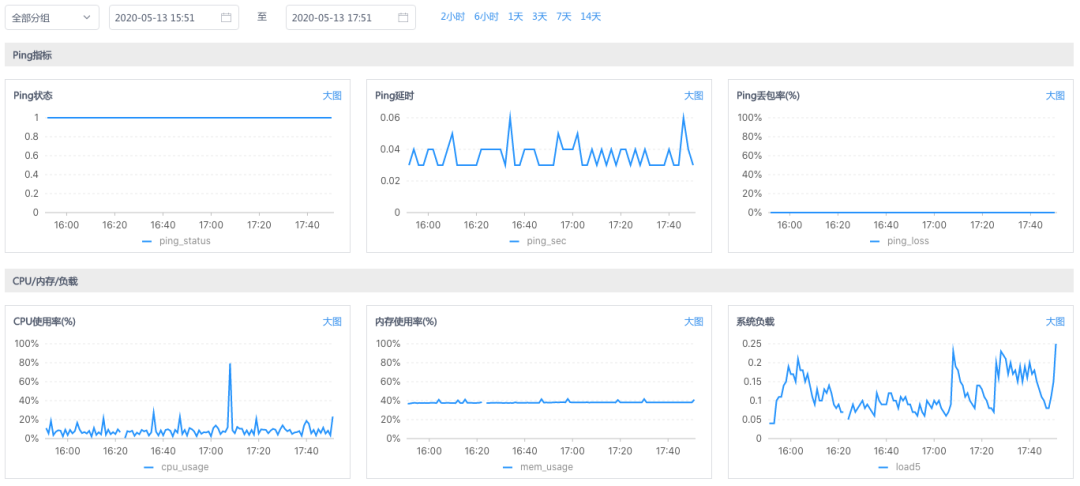 全部分组 2020-05-13 15:51 至 2020-05-13 17:51 2小时 6小时 1天 3天 7天 14天
Ping指标
Ping状态 大图
1
0.8
0.6
0.4
0.2
0
16:00 16:20 16:40 17:00 17:20 17:40
ping_status
Ping延时 大图
0.06
0.04
0.02
0
16:00 16:20 16:40 17:00 17:20 17:40
ping_sec
Ping丢包率(%) 大图
100%
80%
60%
40%
20%
0%
16:00 16:20 16:40 17:00 17:20 17:40
ping_loss
CPU/内存/负载
CPU使用率(%) 大图
100%
80%
60%
40%
20%
0%
16:00 16:20 16:40 17:00 17:20 17:40
cpu_usage
内存使用率(%) 大图
100%
80%
60%
40%
20%
0%
16:00 16:20 16:40 17:00 17:20 17:40
mem_usage
系统负载 大图
0.25
0.2
0.15
0.1
0.05
0
16:00 16:20 16:40 17:00 17:20 17:40
load5